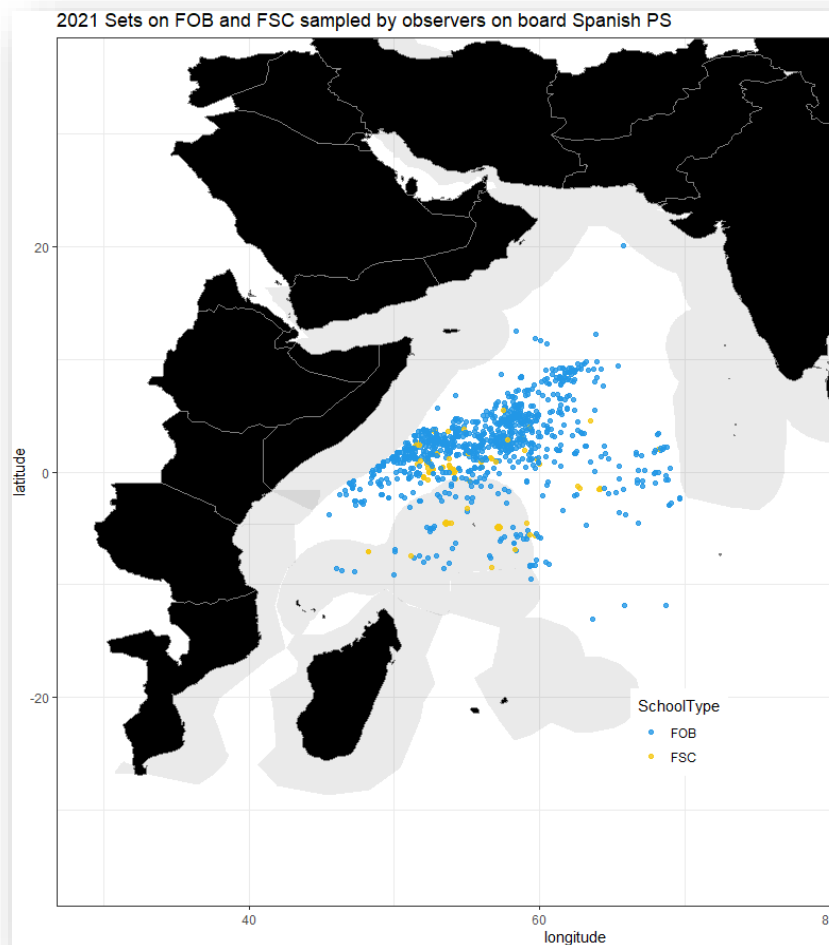 2021 Sets on FOB and FSC sampled by observers on board Spanish PS
20
0
-20
latitude
SchoolType
FOB
FSC
40
60
8
longitude